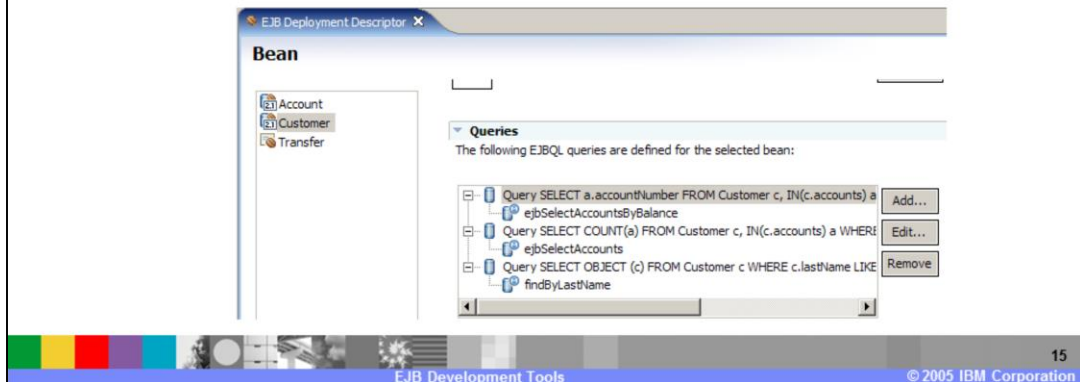 EJB Deployment Descriptor
Bean
Account
Customer
Transfer
Queries
The following EJBQL queries are defined for the selected bean:
Query SELECT a.accountNumber FROM Customer c, IN(c.accounts) a
ejbSelectAccountsByBalance
Query SELECT COUNT(a) FROM Customer c, IN(c.accounts) a WHERE
ejbSelectAccounts
Query SELECT OBJECT (c) FROM Customer c WHERE c.lastName LIKE
findByLastName
Add...
Edit...
Remove
15
EJB Development Tools
© 2005 IBM Corporation